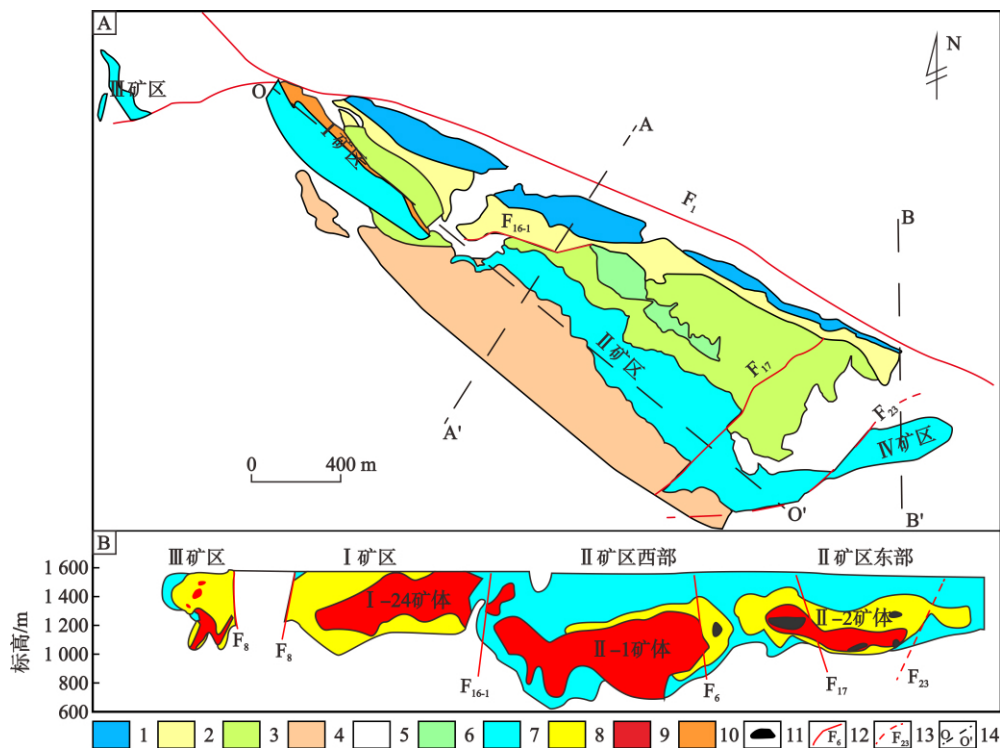 A
N
Ⅲ矿区
O
Ⅰ矿区
A
F₁
B
F₁₆₋₁
Ⅱ矿区
F₁₇
F₂₃
Ⅳ矿区
A'
0 400 m
O'
B'
B
Ⅲ矿区 Ⅰ矿区 Ⅱ矿区西部 Ⅱ矿区东部
标高/m
1 600
1 400
1 200
1 000
800
600
Ⅰ-24矿体
Ⅱ-1矿体
Ⅱ-2矿体
F₈
F₈
F₁₆₋₁
F₆
F₁₇
F₂₃
1 2 3 4 5 6 7 8 9 10 11 F₆ 12 F₂₃ 13 O O' 14